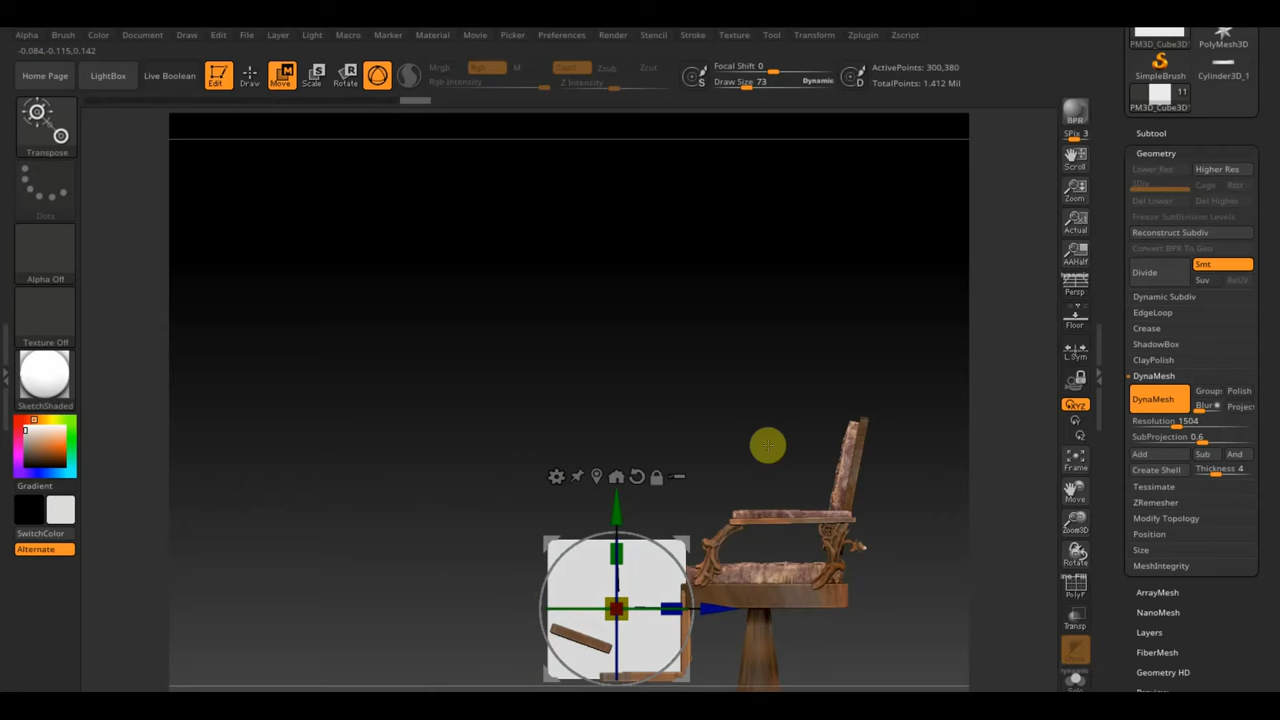 Alpha Brush Color Document Draw Edit File Layer Light Macro Marker Material Movie Picker Preferences Render Stencil Stroke Texture Tool Transform Zplugin Zscript
-0.084,-0.115,0.142
Home Page
LightBox
Live Boolean
Edit
Draw
Move
Scale
Rotate
Mrgb Rgb M
Rgb Intensity
Zadd Zsub Zcut
Z Intensity
S
Focal Shift 0
Draw Size 73 Dynamic
D
ActivePoints: 300,380
TotalPoints: 1.412 Mil
Transpose
Dots
Alpha Off
Texture Off
SketchShaded
Gradient
SwitchColor
Alternate
BPR
SPix 3
Scroll
Zoom
Actual
AAHalf
Dynamic
Persp
Floor
L.Sym
XYZ
Frame
Move
Zoom3D
Rotate
PolyF
Transp
Ghost
Solo
PM3D_Cube3D PolyMesh3D
SimpleBrush Cylinder3D_1
11
PM3D_Cube3D
Subtool
Geometry
Lower Res Higher Res
SDiv Cage Rstr
Del Lower Del Higher
Freeze SubDivision Levels
Reconstruct Subdiv
Convert BPR To Geo
Divide Smt
Suv ReUV
Dynamic Subdiv
EdgeLoop
Crease
ShadowBox
ClayPolish
DynaMesh
DynaMesh Groups Polish
Blur Project
Resolution 1504
SubProjection 0.6
Add Sub And
Create Shell Thickness 4
Tessimate
ZRemesher
Modify Topology
Position
Size
MeshIntegrity
ArrayMesh
NanoMesh
Layers
FiberMesh
Geometry HD